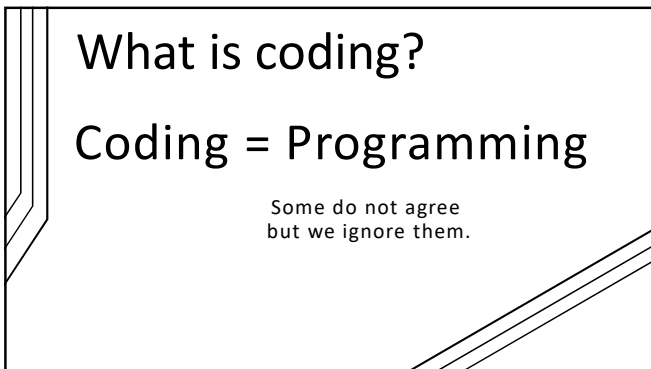 What is coding?
Coding = Programming
Some do not agree
but we ignore them.